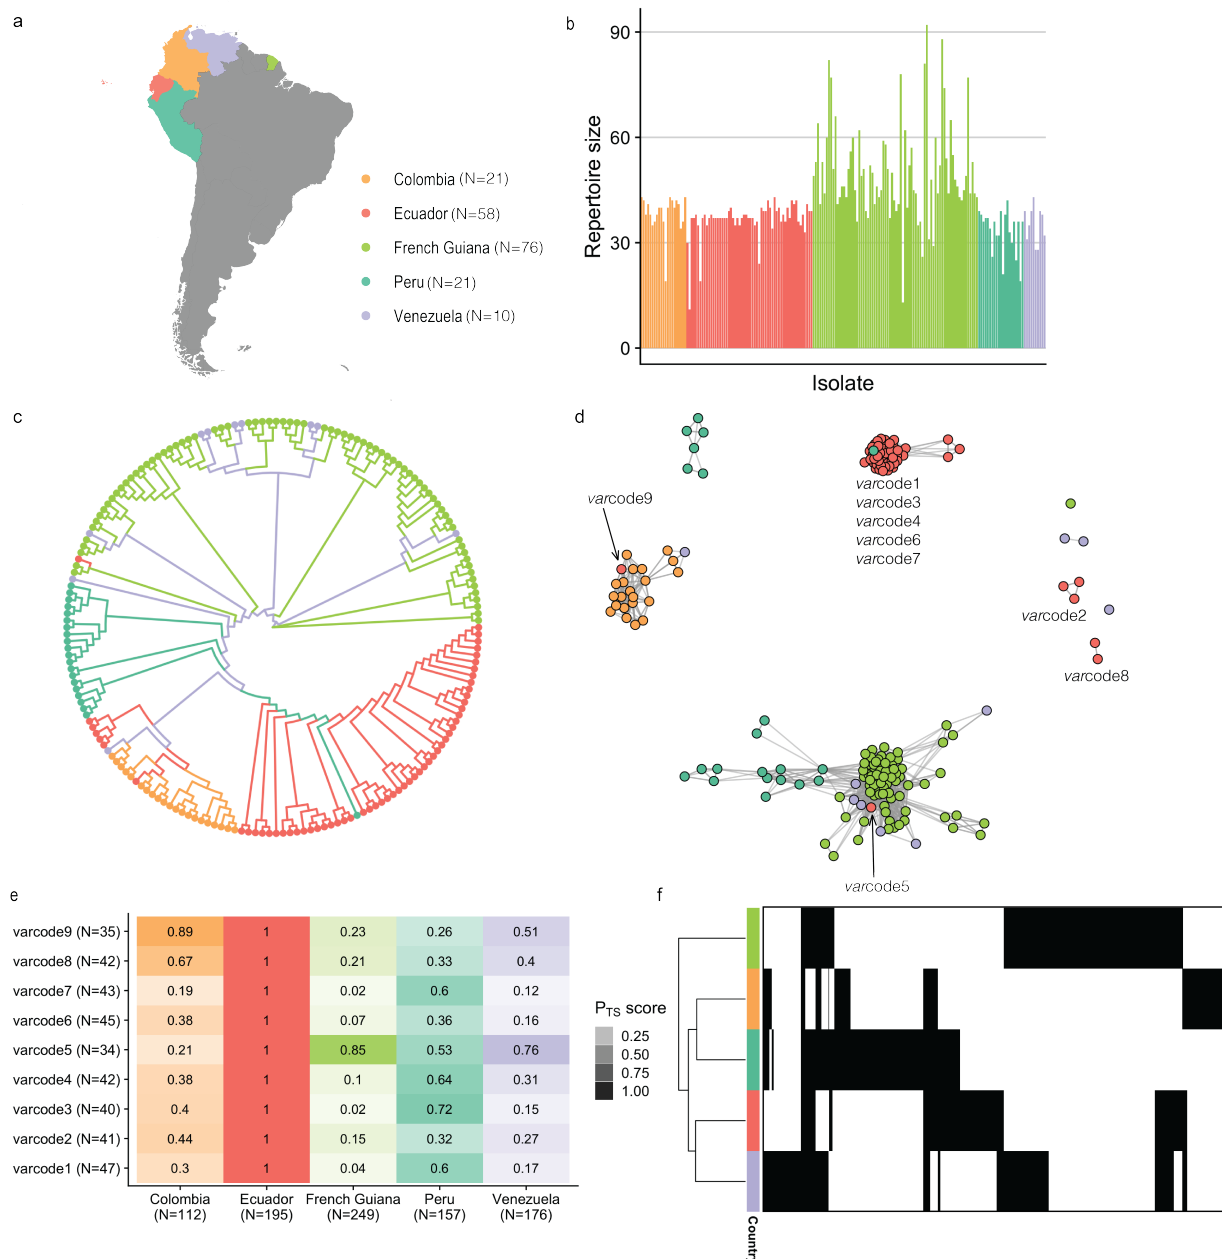 a
Colombia (N=21)
Ecuador (N=58)
French Guiana (N=76)
Peru (N=21)
Venezuela (N=10)
b
Repertoire size
90
60
30
0
Isolate
c
d
varcode9
varcode1
varcode3
varcode4
varcode6
varcode7
varcode2
varcode8
varcode5
e
varcode9 (N=35) 0.89 1 0.23 0.26 0.51
varcode8 (N=42) 0.67 1 0.21 0.33 0.4
varcode7 (N=43) 0.19 1 0.02 0.6 0.12
varcode6 (N=45) 0.38 1 0.07 0.36 0.16
varcode5 (N=34) 0.21 1 0.85 0.53 0.76
varcode4 (N=42) 0.38 1 0.1 0.64 0.31
varcode3 (N=40) 0.4 1 0.02 0.72 0.15
varcode2 (N=41) 0.44 1 0.15 0.32 0.27
varcode1 (N=47) 0.3 1 0.04 0.6 0.17
Colombia Ecuador French Guiana Peru Venezuela
(N=112) (N=195) (N=249) (N=157) (N=176)
f
PTS score
0.25
0.50
0.75
1.00